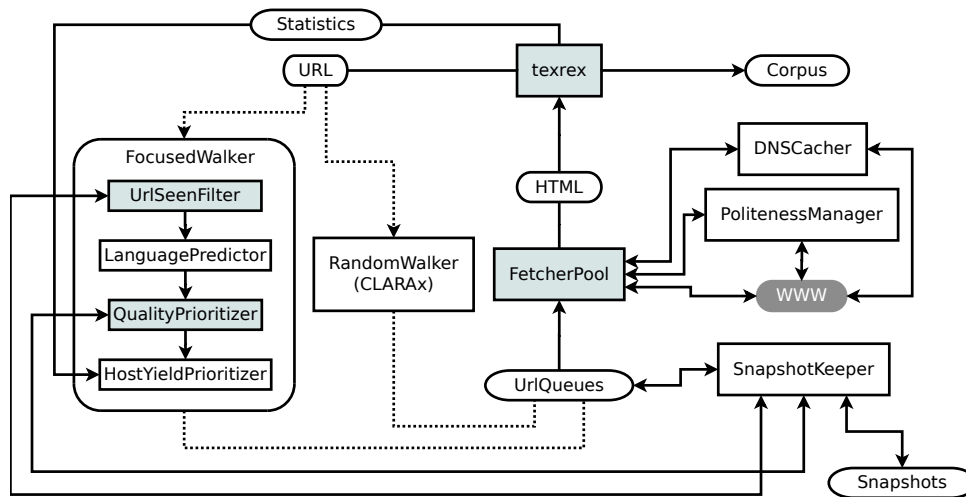 Statistics
URL
texrex
Corpus
FocusedWalker
DNSCacher
UrlSeenFilter
HTML
PolitenessManager
LanguagePredictor
RandomWalker
(CLARAx)
FetcherPool
WWW
QualityPrioritizer
HostYieldPrioritizer
UrlQueues
SnapshotKeeper
Snapshots